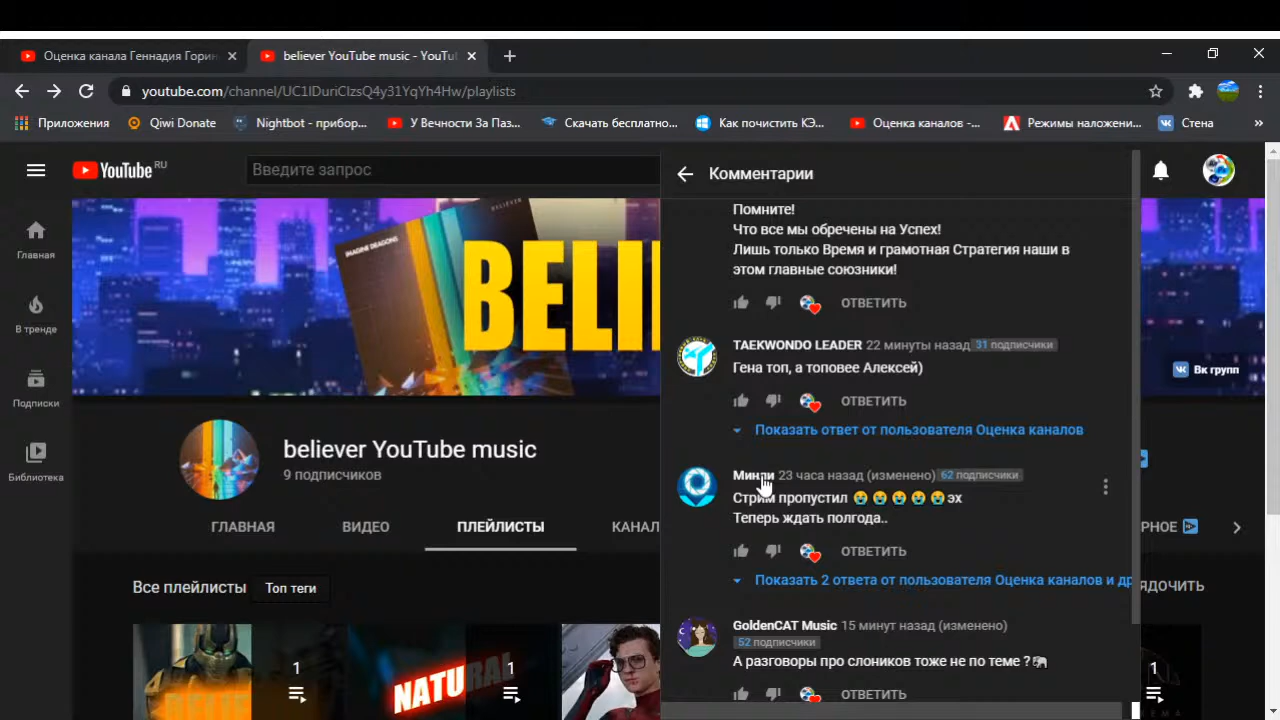 Оценка канала Геннадия Горин
believer YouTube music - YouTu
youtube.com/channel/UC1lDuriClzsQ4y31YqYh4Hw/playlists
Приложения
Qiwi Donate
Nightbot - прибор...
У Вечности За Паз...
Скачать бесплатно...
Как почистить КЭ...
Оценка каналов -...
Режимы наложени...
Стена
YouTube RU
Введите запрос
Комментарии
Главная
В тренде
Подписки
Библиотека
IMAGINE DRAGONS
BELIEVER
BELI
Вк групп
believer YouTube music
9 подписчиков
ГЛАВНАЯ
ВИДЕО
ПЛЕЙЛИСТЫ
КАНАЛ
РНОЕ
Все плейлисты
Топ теги
ЯДОЧИТЬ
1
NATURAL
1
1
Помните!
Что все мы обречены на Успех!
Лишь только Время и грамотная Стратегия наши в
этом главные союзники!
ОТВЕТИТЬ
TAEKWONDO LEADER 22 минуты назад 31 подписчики
Гена топ, а топовее Алексей)
ОТВЕТИТЬ
Показать ответ от пользователя Оценка каналов
23 часа назад (изменено) 62 подписчики
Стрим пропустил 😭😭😭😭😭эх
Теперь ждать полгода..
ОТВЕТИТЬ
Показать 2 ответа от пользователя Оценка каналов и др
GoldenCAT Music 15 минут назад (изменено)
52 подписчики
А разговоры про слоников тоже не по теме ?🐘
ОТВЕТИТЬ